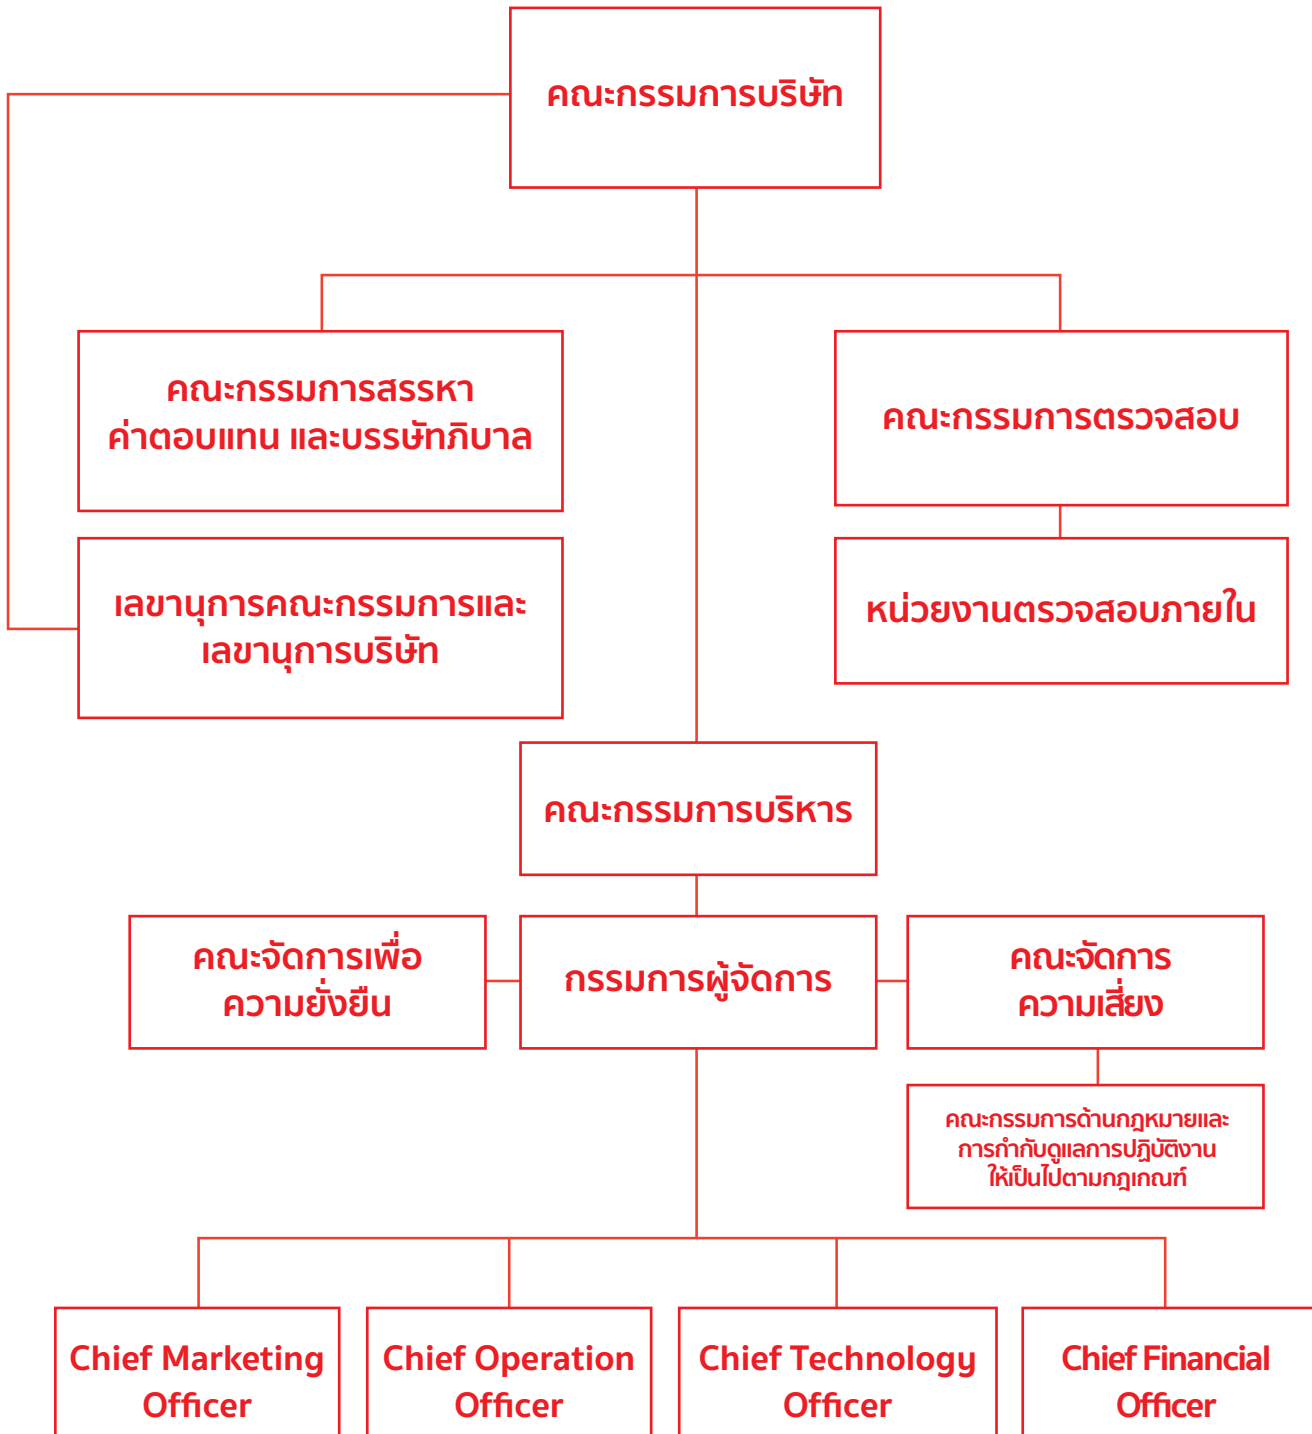 คณะกรรมการบริษัท
คณะกรรมการสรรหา
ค่าตอบแทน และบรรษัทภิบาล
คณะกรรมการตรวจสอบ
เลขานุการคณะกรรมการและ
เลขานุการบริษัท
หน่วยงานตรวจสอบภายใน
คณะกรรมการบริหาร
คณะจัดการเพื่อ
ความยั่งยืน
กรรมการผู้จัดการ
คณะจัดการ
ความเสี่ยง
คณะกรรมการด้านกฎหมายและ
การกำกับดูแลการปฏิบัติงาน
ให้เป็นไปตามกฎเกณฑ์
Chief Marketing
Officer
Chief Operation
Officer
Chief Technology
Officer
Chief Financial
Officer